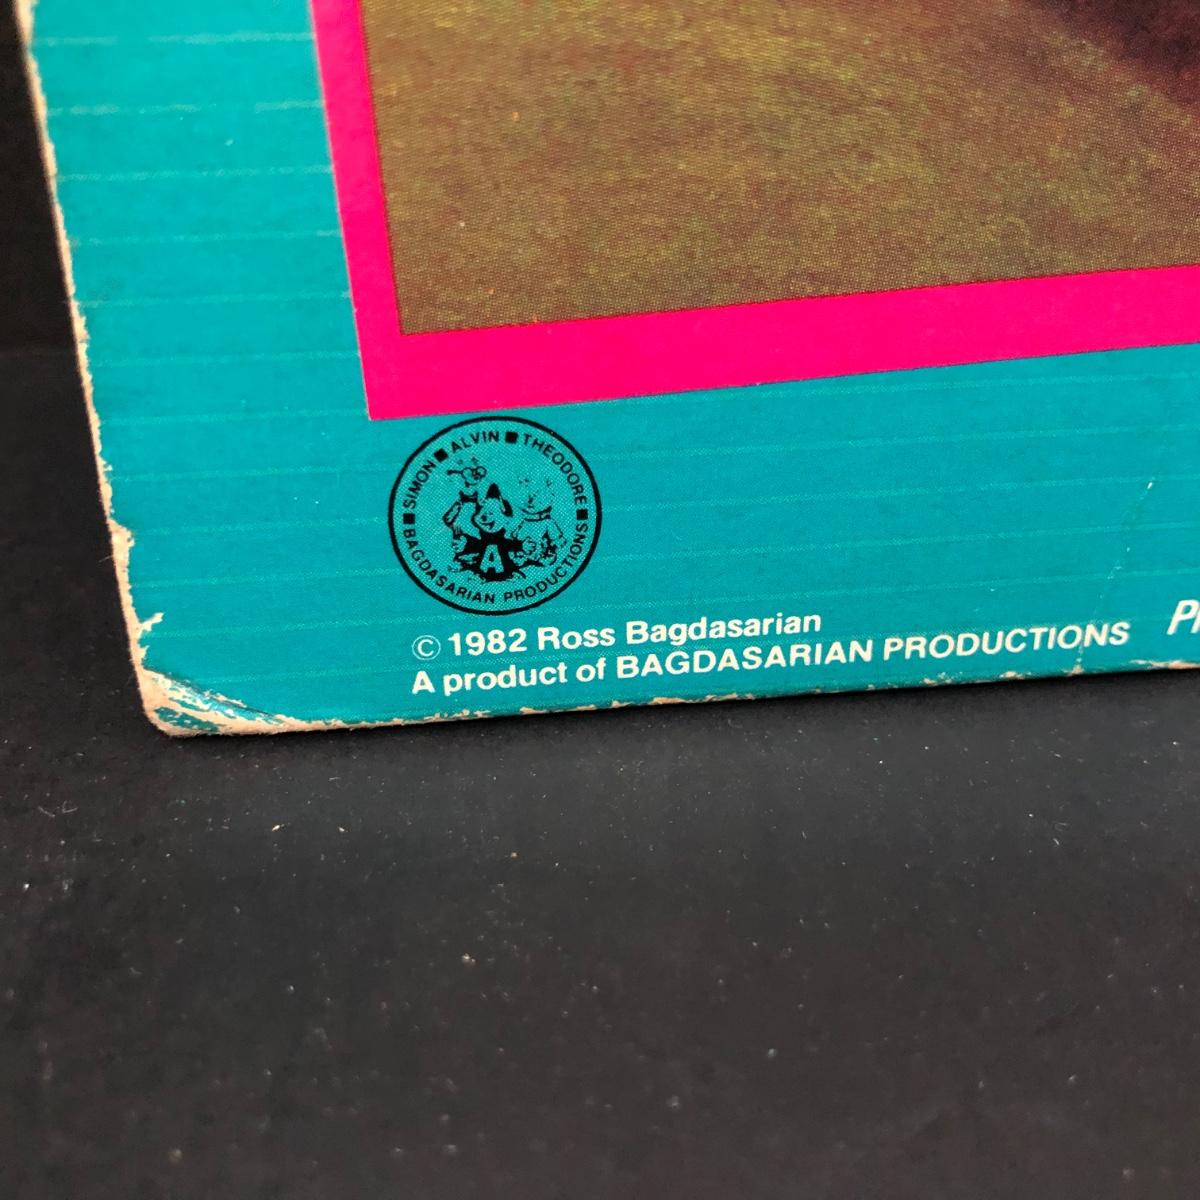 ■ SIMON ■ ALVIN ■ THEODORE ■
BAGDASARIAN PRODUCTIONS
A
© 1982 Ross Bagdasarian
A product of BAGDASARIAN PRODUCTIONS